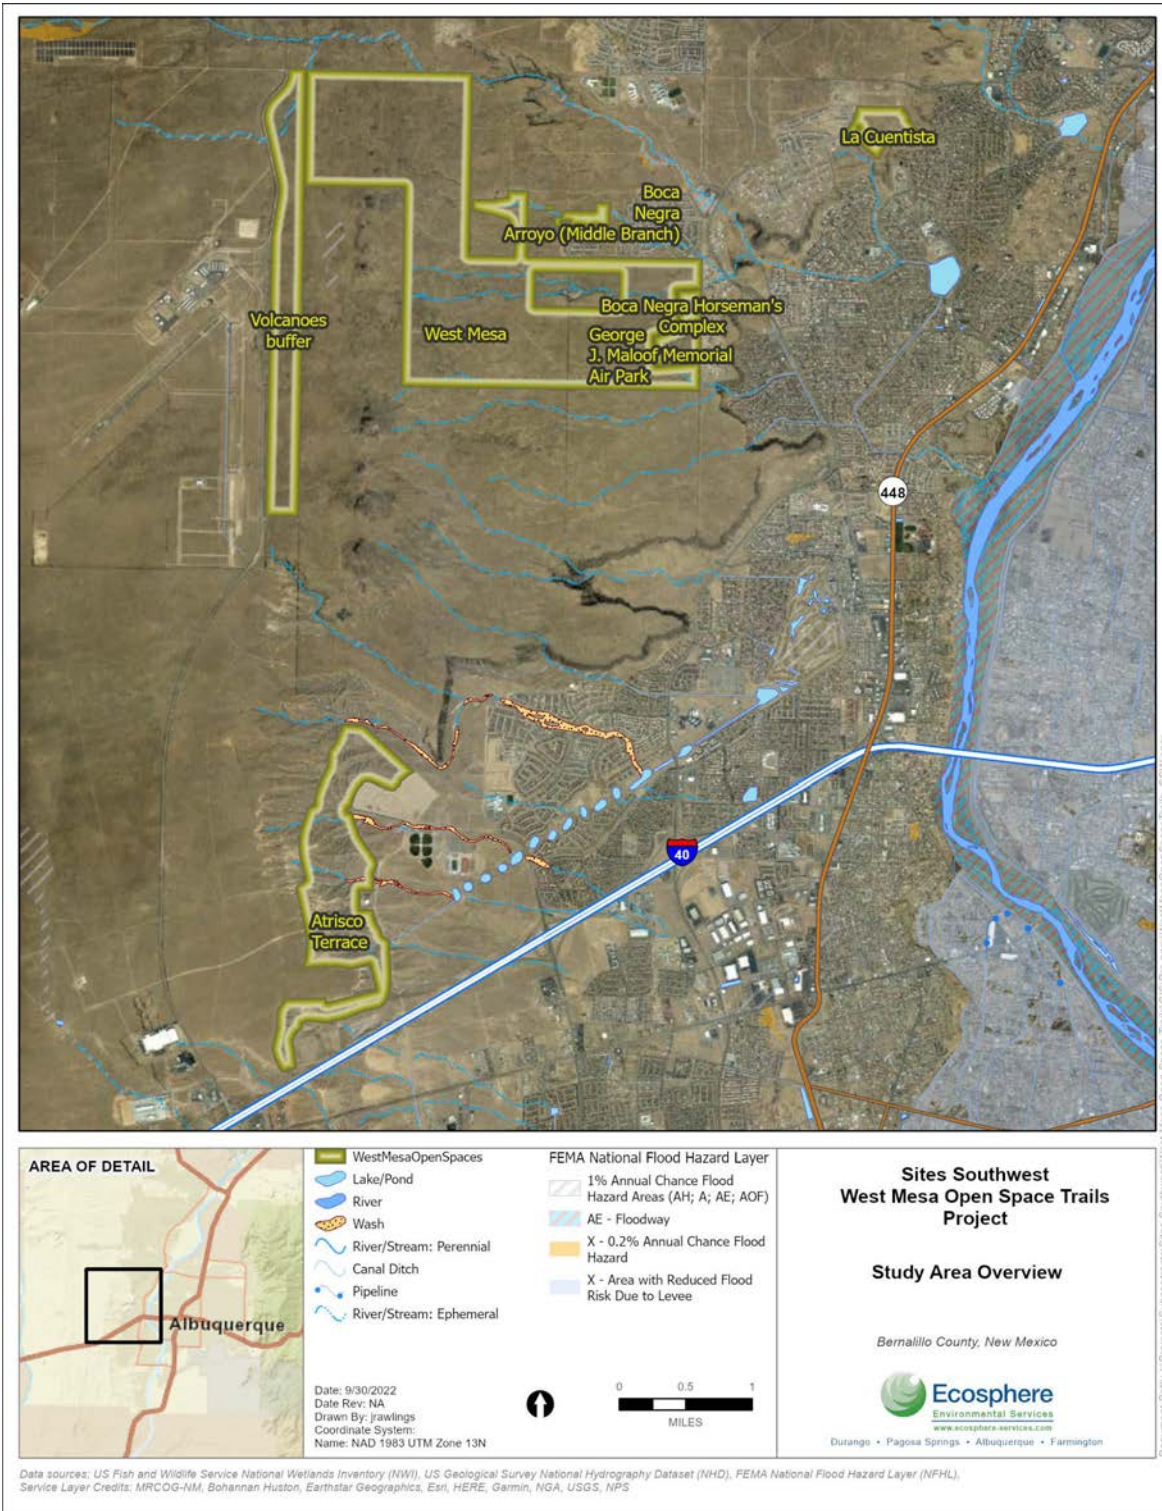 La Cuentista
Boca
Negra
Arroyo (Middle Branch)
Volcanoes
buffer
West Mesa
Boca Negra Horseman's
Complex
George
J. Maloof Memorial
Air Park
448
40
Atrisco
Terrace
AREA OF DETAIL
Albuquerque
WestMesaOpenSpaces
Lake/Pond
River
Wash
River/Stream: Perennial
Canal Ditch
Pipeline
River/Stream: Ephemeral
FEMA National Flood Hazard Layer
1% Annual Chance Flood
Hazard Areas (AH; A; AE; AOF)
AE - Floodway
X - 0.2% Annual Chance Flood
Hazard
X - Area with Reduced Flood
Risk Due to Levee
Date: 9/30/2022
Date Rev: NA
Drawn By: jrawlings
Coordinate System:
Name: NAD 1983 UTM Zone 13N
0 0.5 1
MILES
Sites Southwest
West Mesa Open Space Trails
Project
Study Area Overview
Bernalillo County, New Mexico
Ecosphere
Environmental Services
www.ecosphere-services.com
Durango • Pagosa Springs • Albuquerque • Farmington
Data sources: US Fish and Wildlife Service National Wetlands Inventory (NWI), US Geological Survey National Hydrography Dataset (NHD), FEMA National Flood Hazard Layer (NFHL),
Service Layer Credits: MRCOG-NM, Bohannan Huston, Earthstar Geographics, Esri, HERE, Garmin, NGA, USGS, NPS